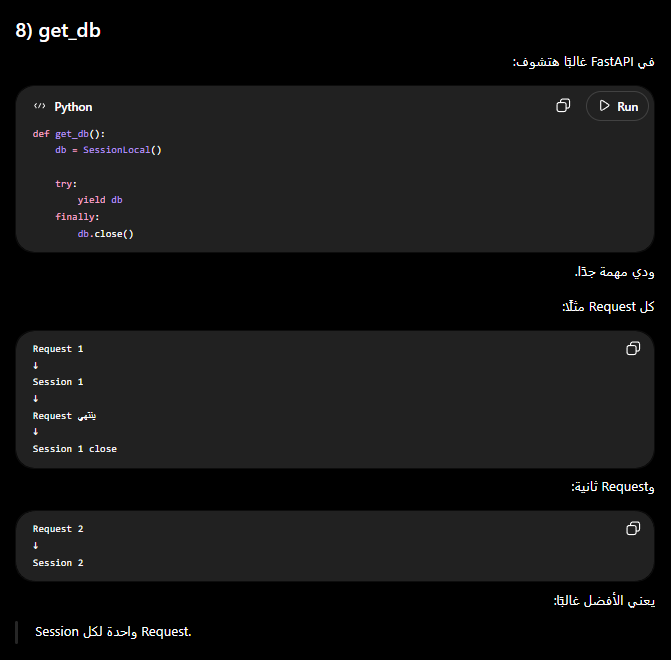 8) get_db
في FastAPI غالبًا هتشوف:
Python
Run
def get_db():
    db = SessionLocal()
    try:
        yield db
    finally:
        db.close()
ودي مهمة جدًا.
كل Request مثلًا:
Request 1
↓
Session 1
↓
Request ينتهي
↓
Session 1 close
وRequest ثانية:
Request 2
↓
Session 2
يعني الأفضل غالبًا:
Session واحدة لكل Request.